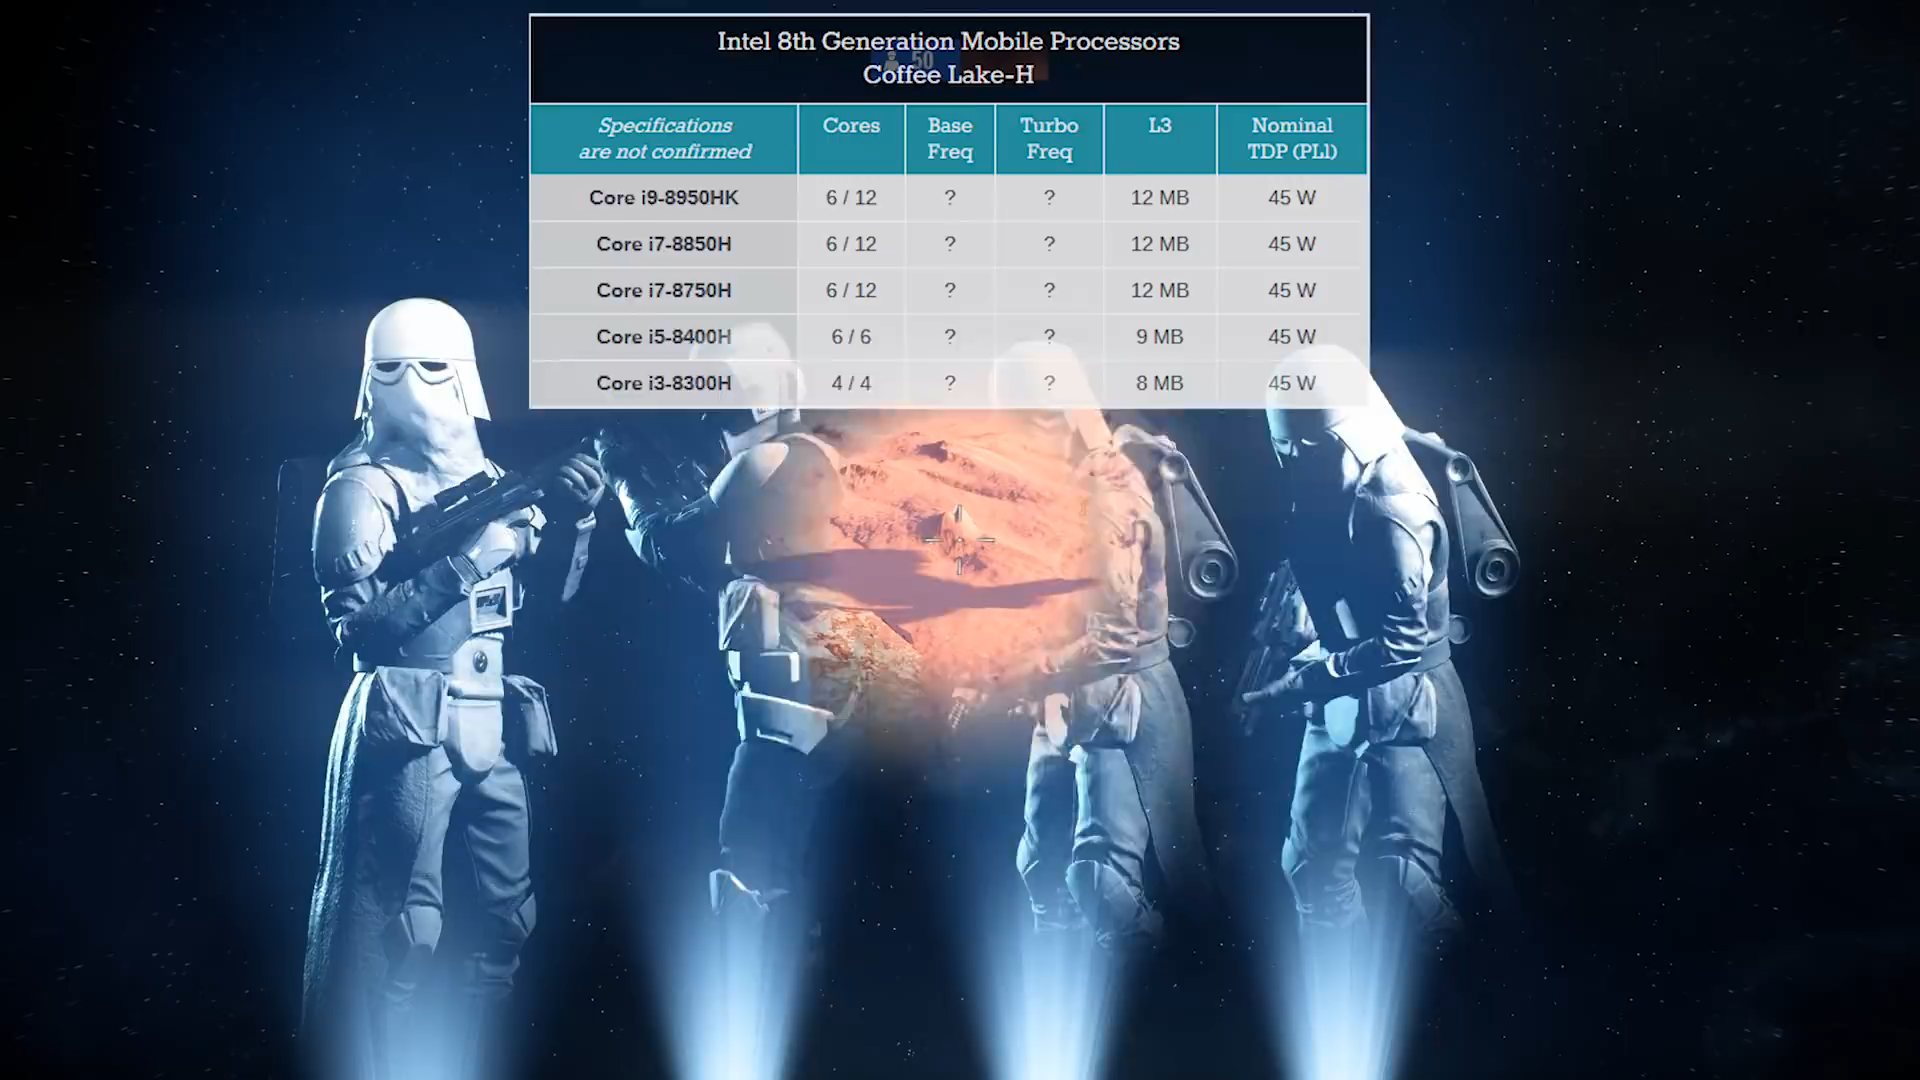 Intel 8th Generation Mobile Processors
50
Coffee Lake-H
Specifications are not confirmed Cores Base Freq Turbo Freq L3 Nominal TDP (PL1)
Core i9-8950HK 6 / 12 ? ? 12 MB 45 W
Core i7-8850H 6 / 12 ? ? 12 MB 45 W
Core i7-8750H 6 / 12 ? ? 12 MB 45 W
Core i5-8400H 6 / 6 ? ? 9 MB 45 W
Core i3-8300H 4 / 4 ? ? 8 MB 45 W